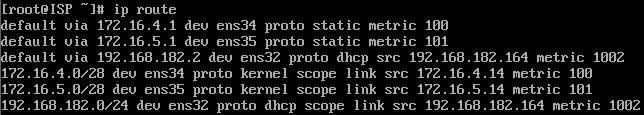 [root@ISP ~]# ip route
default via 172.16.4.1 dev ens34 proto static metric 100
default via 172.16.5.1 dev ens35 proto static metric 101
default via 192.168.182.2 dev ens32 proto dhcp src 192.168.182.164 metric 1002
172.16.4.0/28 dev ens34 proto kernel scope link src 172.16.4.14 metric 100
172.16.5.0/28 dev ens35 proto kernel scope link src 172.16.5.14 metric 101
192.168.182.0/24 dev ens32 proto dhcp scope link src 192.168.182.164 metric 1002